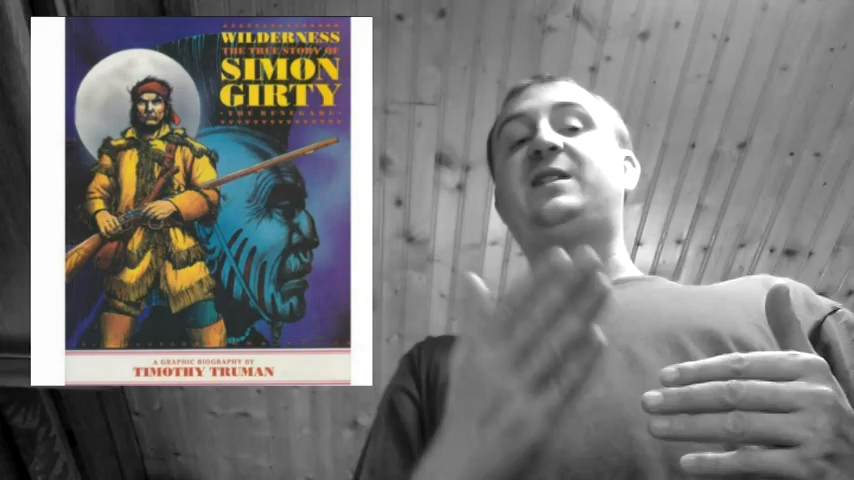 WILDERNESS
THE TRUE STORY OF
SIMON
GIRTY
·THE RENEGADE·
A GRAPHIC BIOGRAPHY BY
TIMOTHY TRUMAN